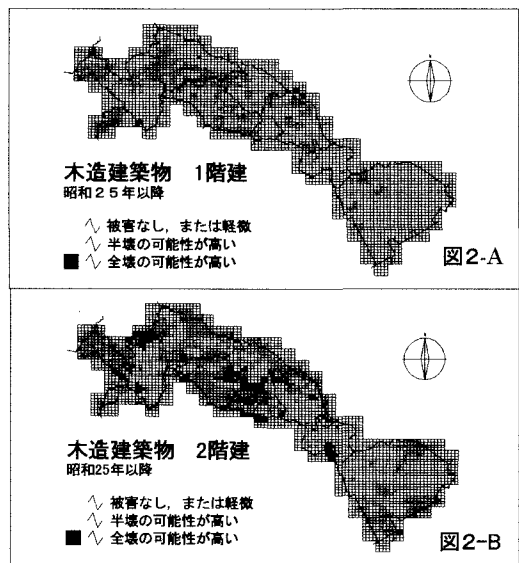 木造建築物 1階建
昭和25年以降
被害なし，または軽微
半壊の可能性が高い
全壊の可能性が高い
図2-A
木造建築物 2階建
昭和25年以降
被害なし，または軽微
半壊の可能性が高い
全壊の可能性が高い
図2-B